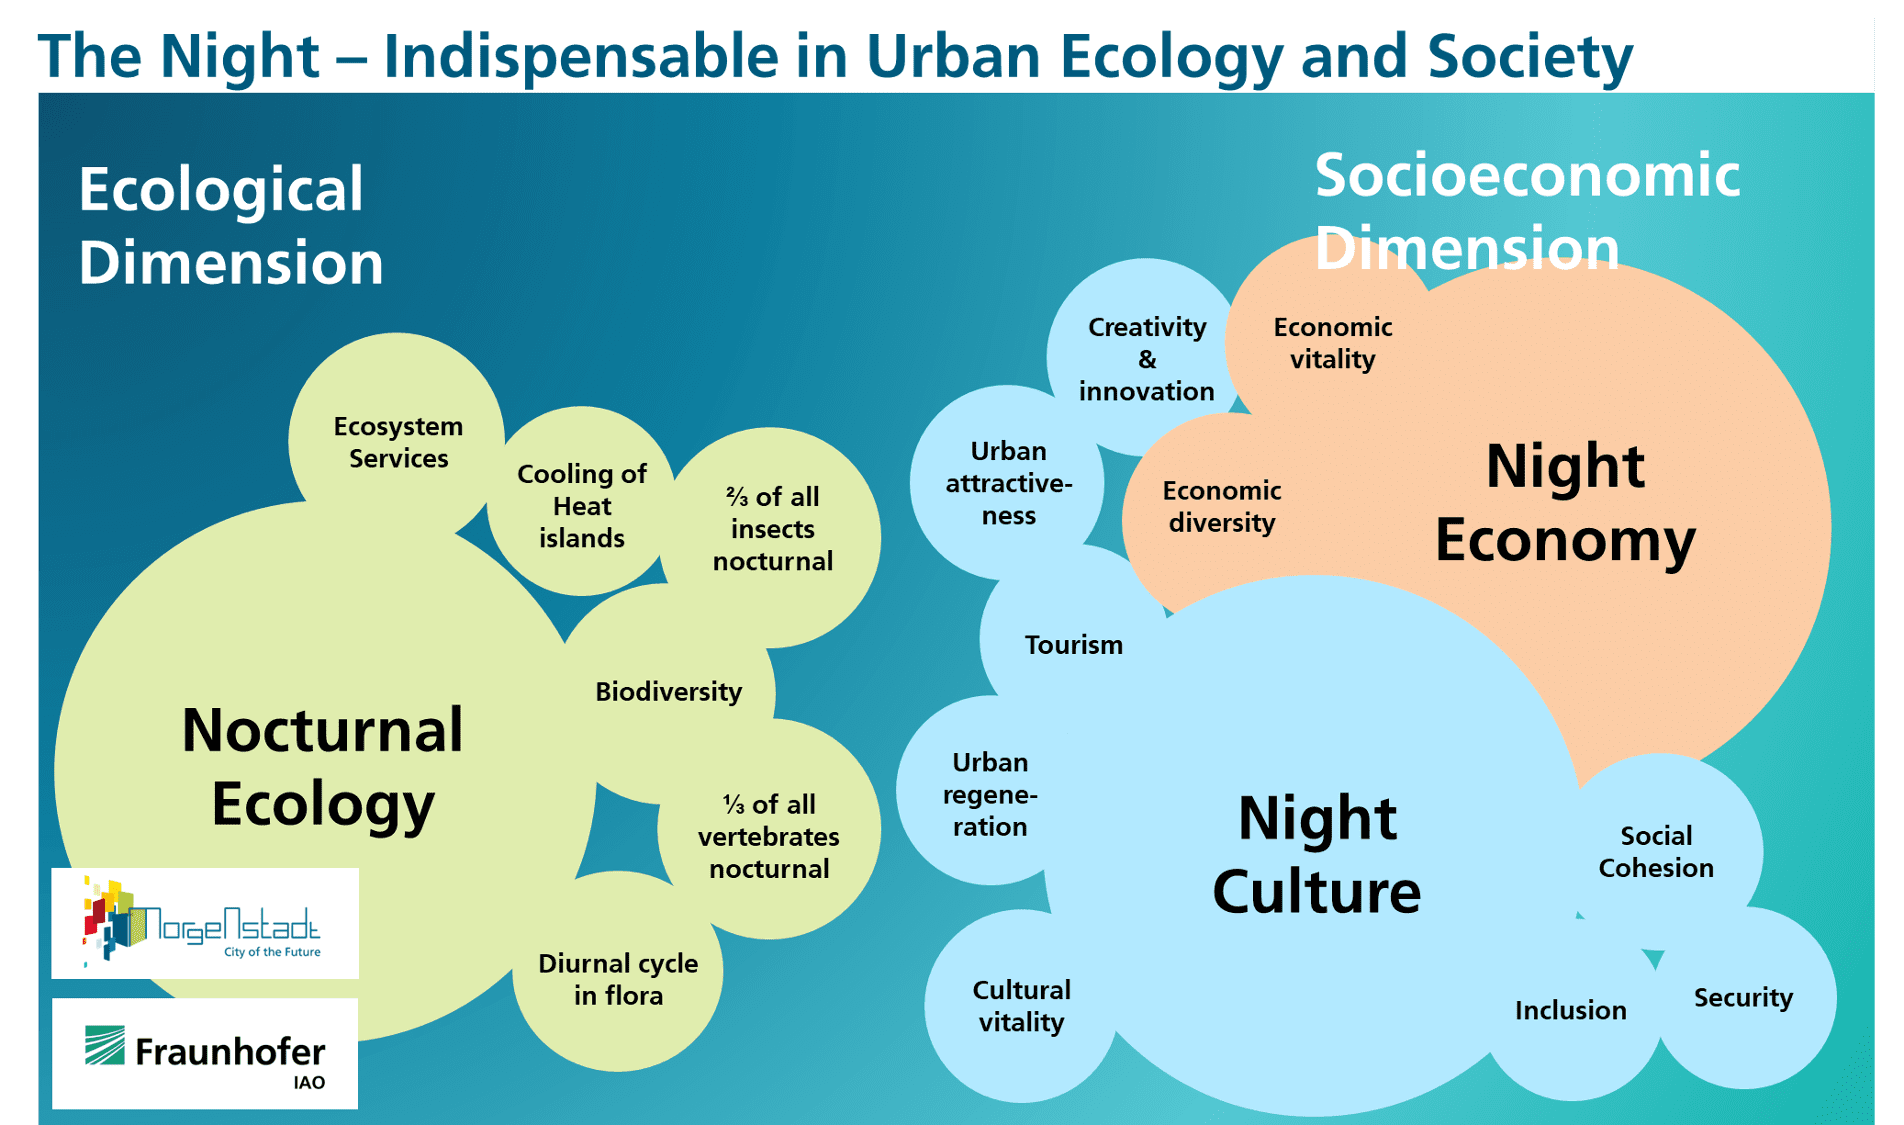 The Night – Indispensable in Urban Ecology and Society
Ecological
Dimension
Socioeconomic
Dimension
Ecosystem
Services
Cooling of
Heat
islands
⅔ of all
insects
nocturnal
Biodiversity
Nocturnal
Ecology
⅓ of all
vertebrates
nocturnal
Diurnal cycle
in flora
Creativity
&
innovation
Economic
vitality
Urban
attractive-
ness
Economic
diversity
Night
Economy
Tourism
Urban
regene-
ration
Night
Culture
Social
Cohesion
Cultural
vitality
Inclusion
Security
MorgenStadt
City of the Future
Fraunhofer
IAO